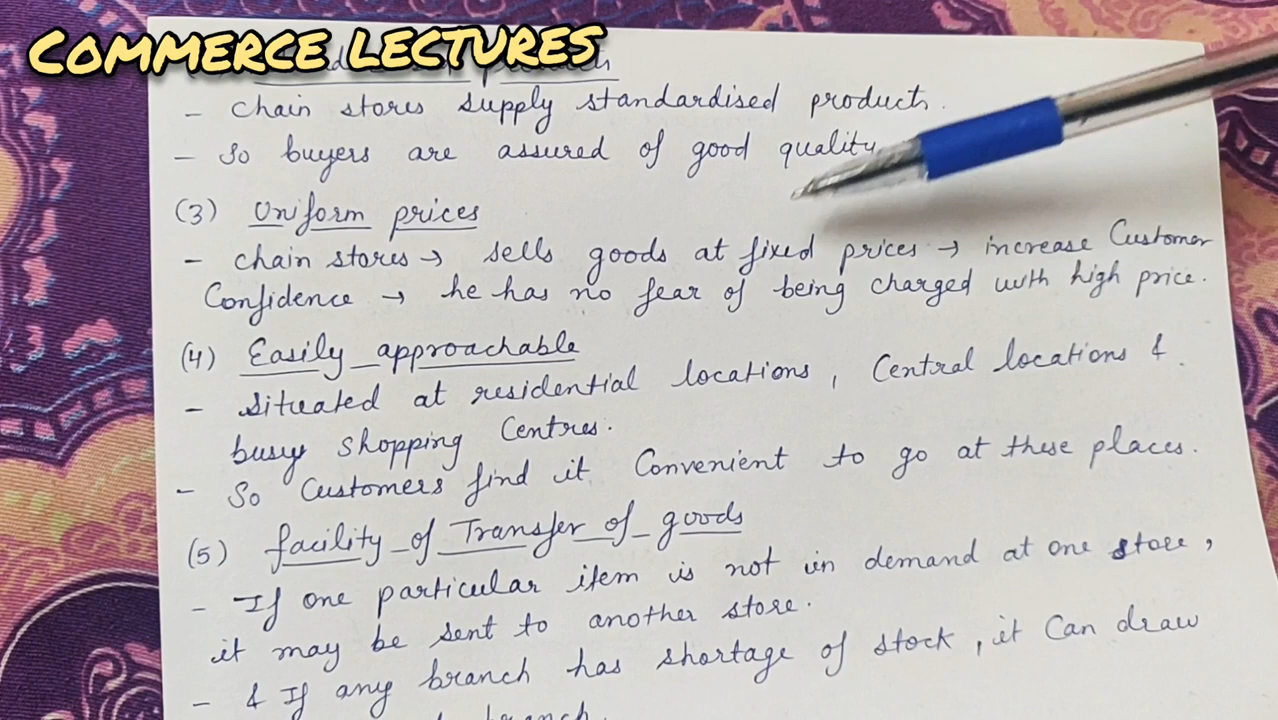 COMMERCE LECTURES
- Chain stores supply standardised products.
- So buyers are assured of good quality
(3) Uniform prices
- Chain stores → sells goods at fixed prices → increase Customer
Confidence → he has no fear of being charged with high price.
(4) Easily approachable
- Situated at residential locations, Central locations &
busy shopping Centres.
- So Customers find it Convenient to go at these places.
(5) facility of Transfer of goods
- If one particular item is not in demand at one store,
it may be sent to another store.
- & If any branch has shortage of stock, it Can draw
branch.